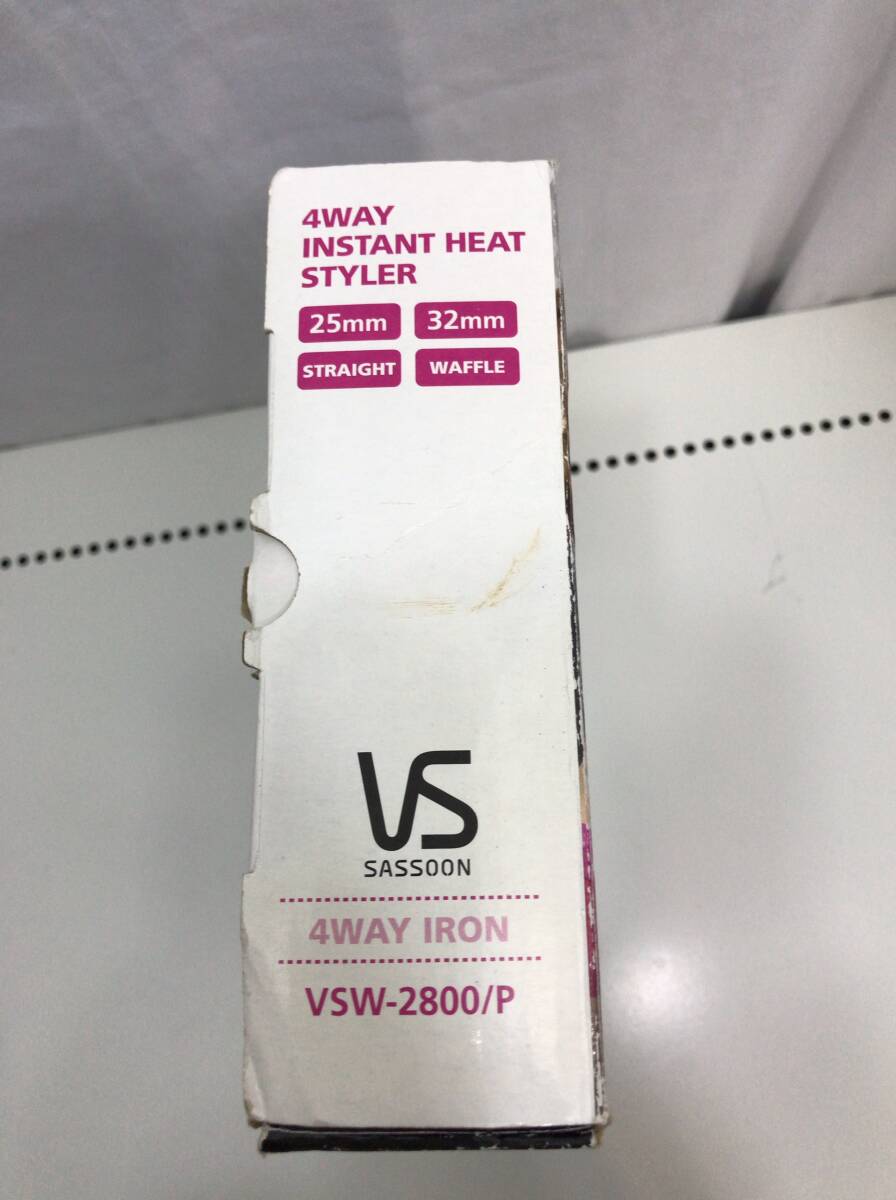 4WAY
INSTANT HEAT
STYLER
25mm 32mm
STRAIGHT WAFFLE
VS
SASSOON
4WAY IRON
VSW-2800/P